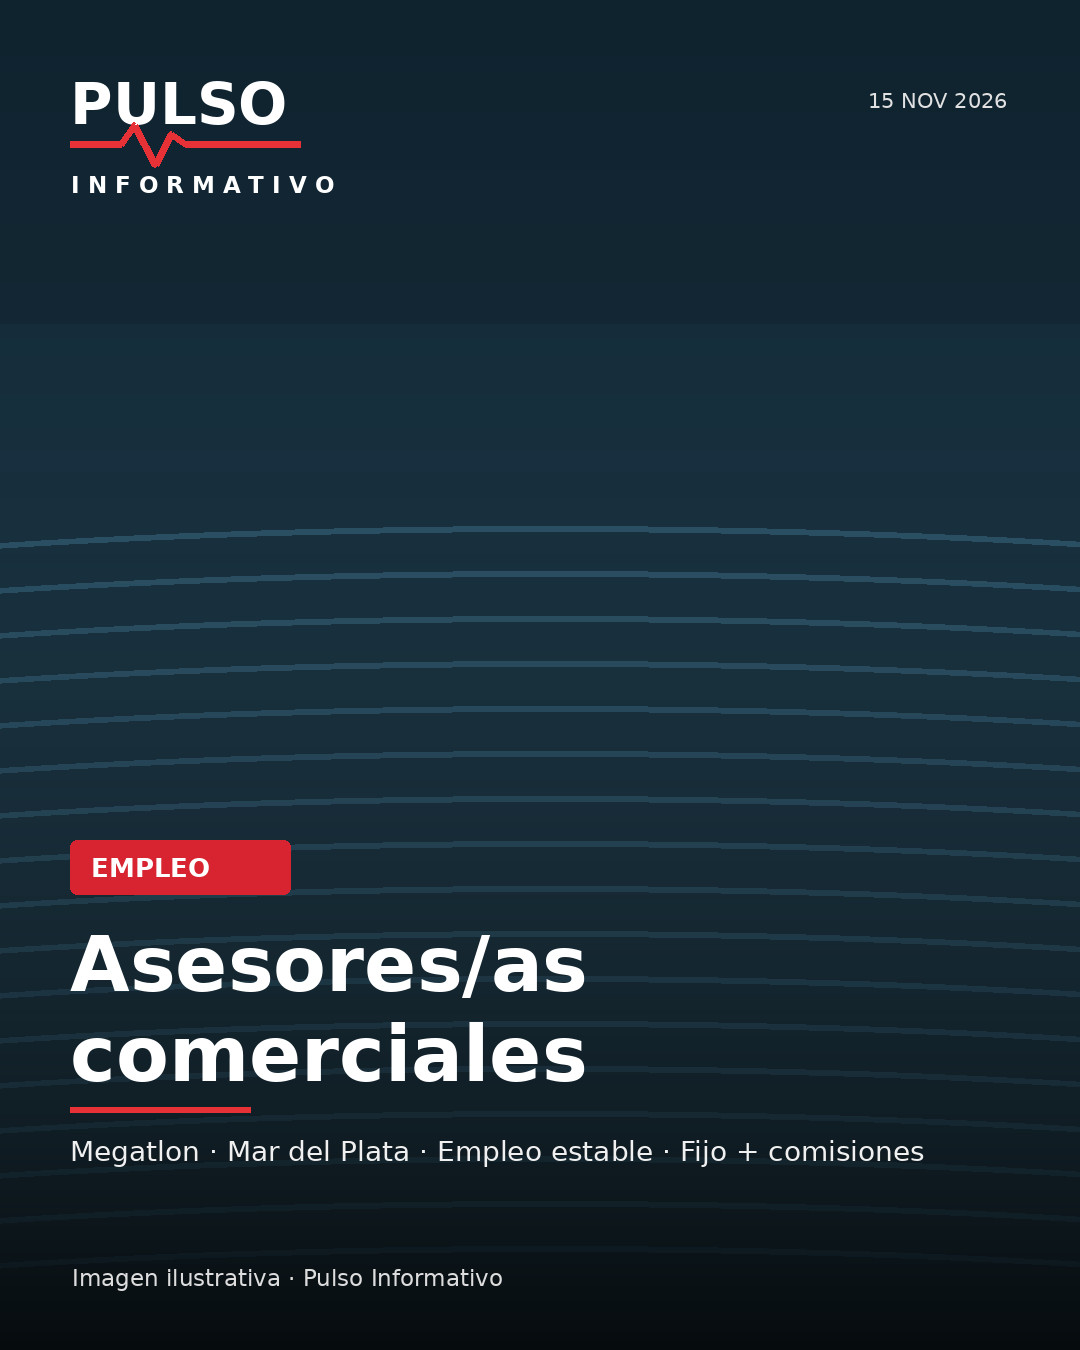 PULSO
INFORMATIVO
15 NOV 2026
EMPLEO
Asesores/as
comerciales
Megatlon · Mar del Plata · Empleo estable · Fijo + comisiones
Imagen ilustrativa · Pulso Informativo